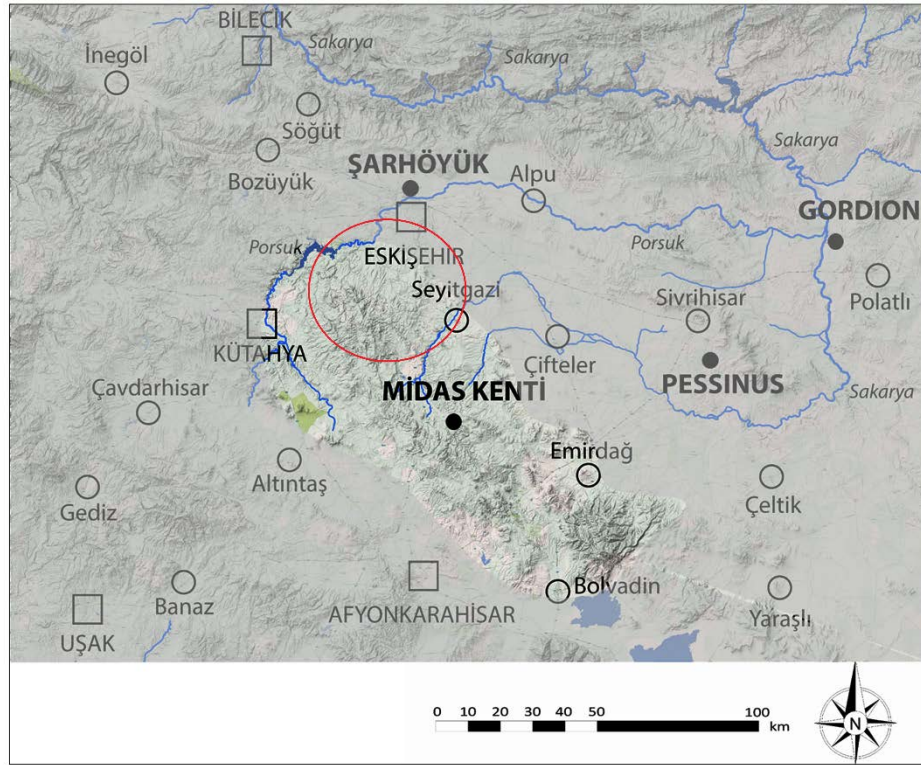 BİLECİK
İnegöl
Sakarya
Sakarya
Söğüt
Bozüyük
Sakarya
ŞARHÖYÜK
Alpu
GORDION
Porsuk
ESKİŞEHİR
Porsuk
Seyitgazi
Sivrihisar
Polatlı
KÜTAHYA
Çifteler
PESSINUS
Çavdarhisar
MİDAS KENTİ
Sakarya
Emirdağ
Altıntaş
Çeltik
Gediz
Banaz
AFYONKARAHİSAR
Bolvadin
Yaraşlı
UŞAK
0 10 20 30 40 50 100
km
N